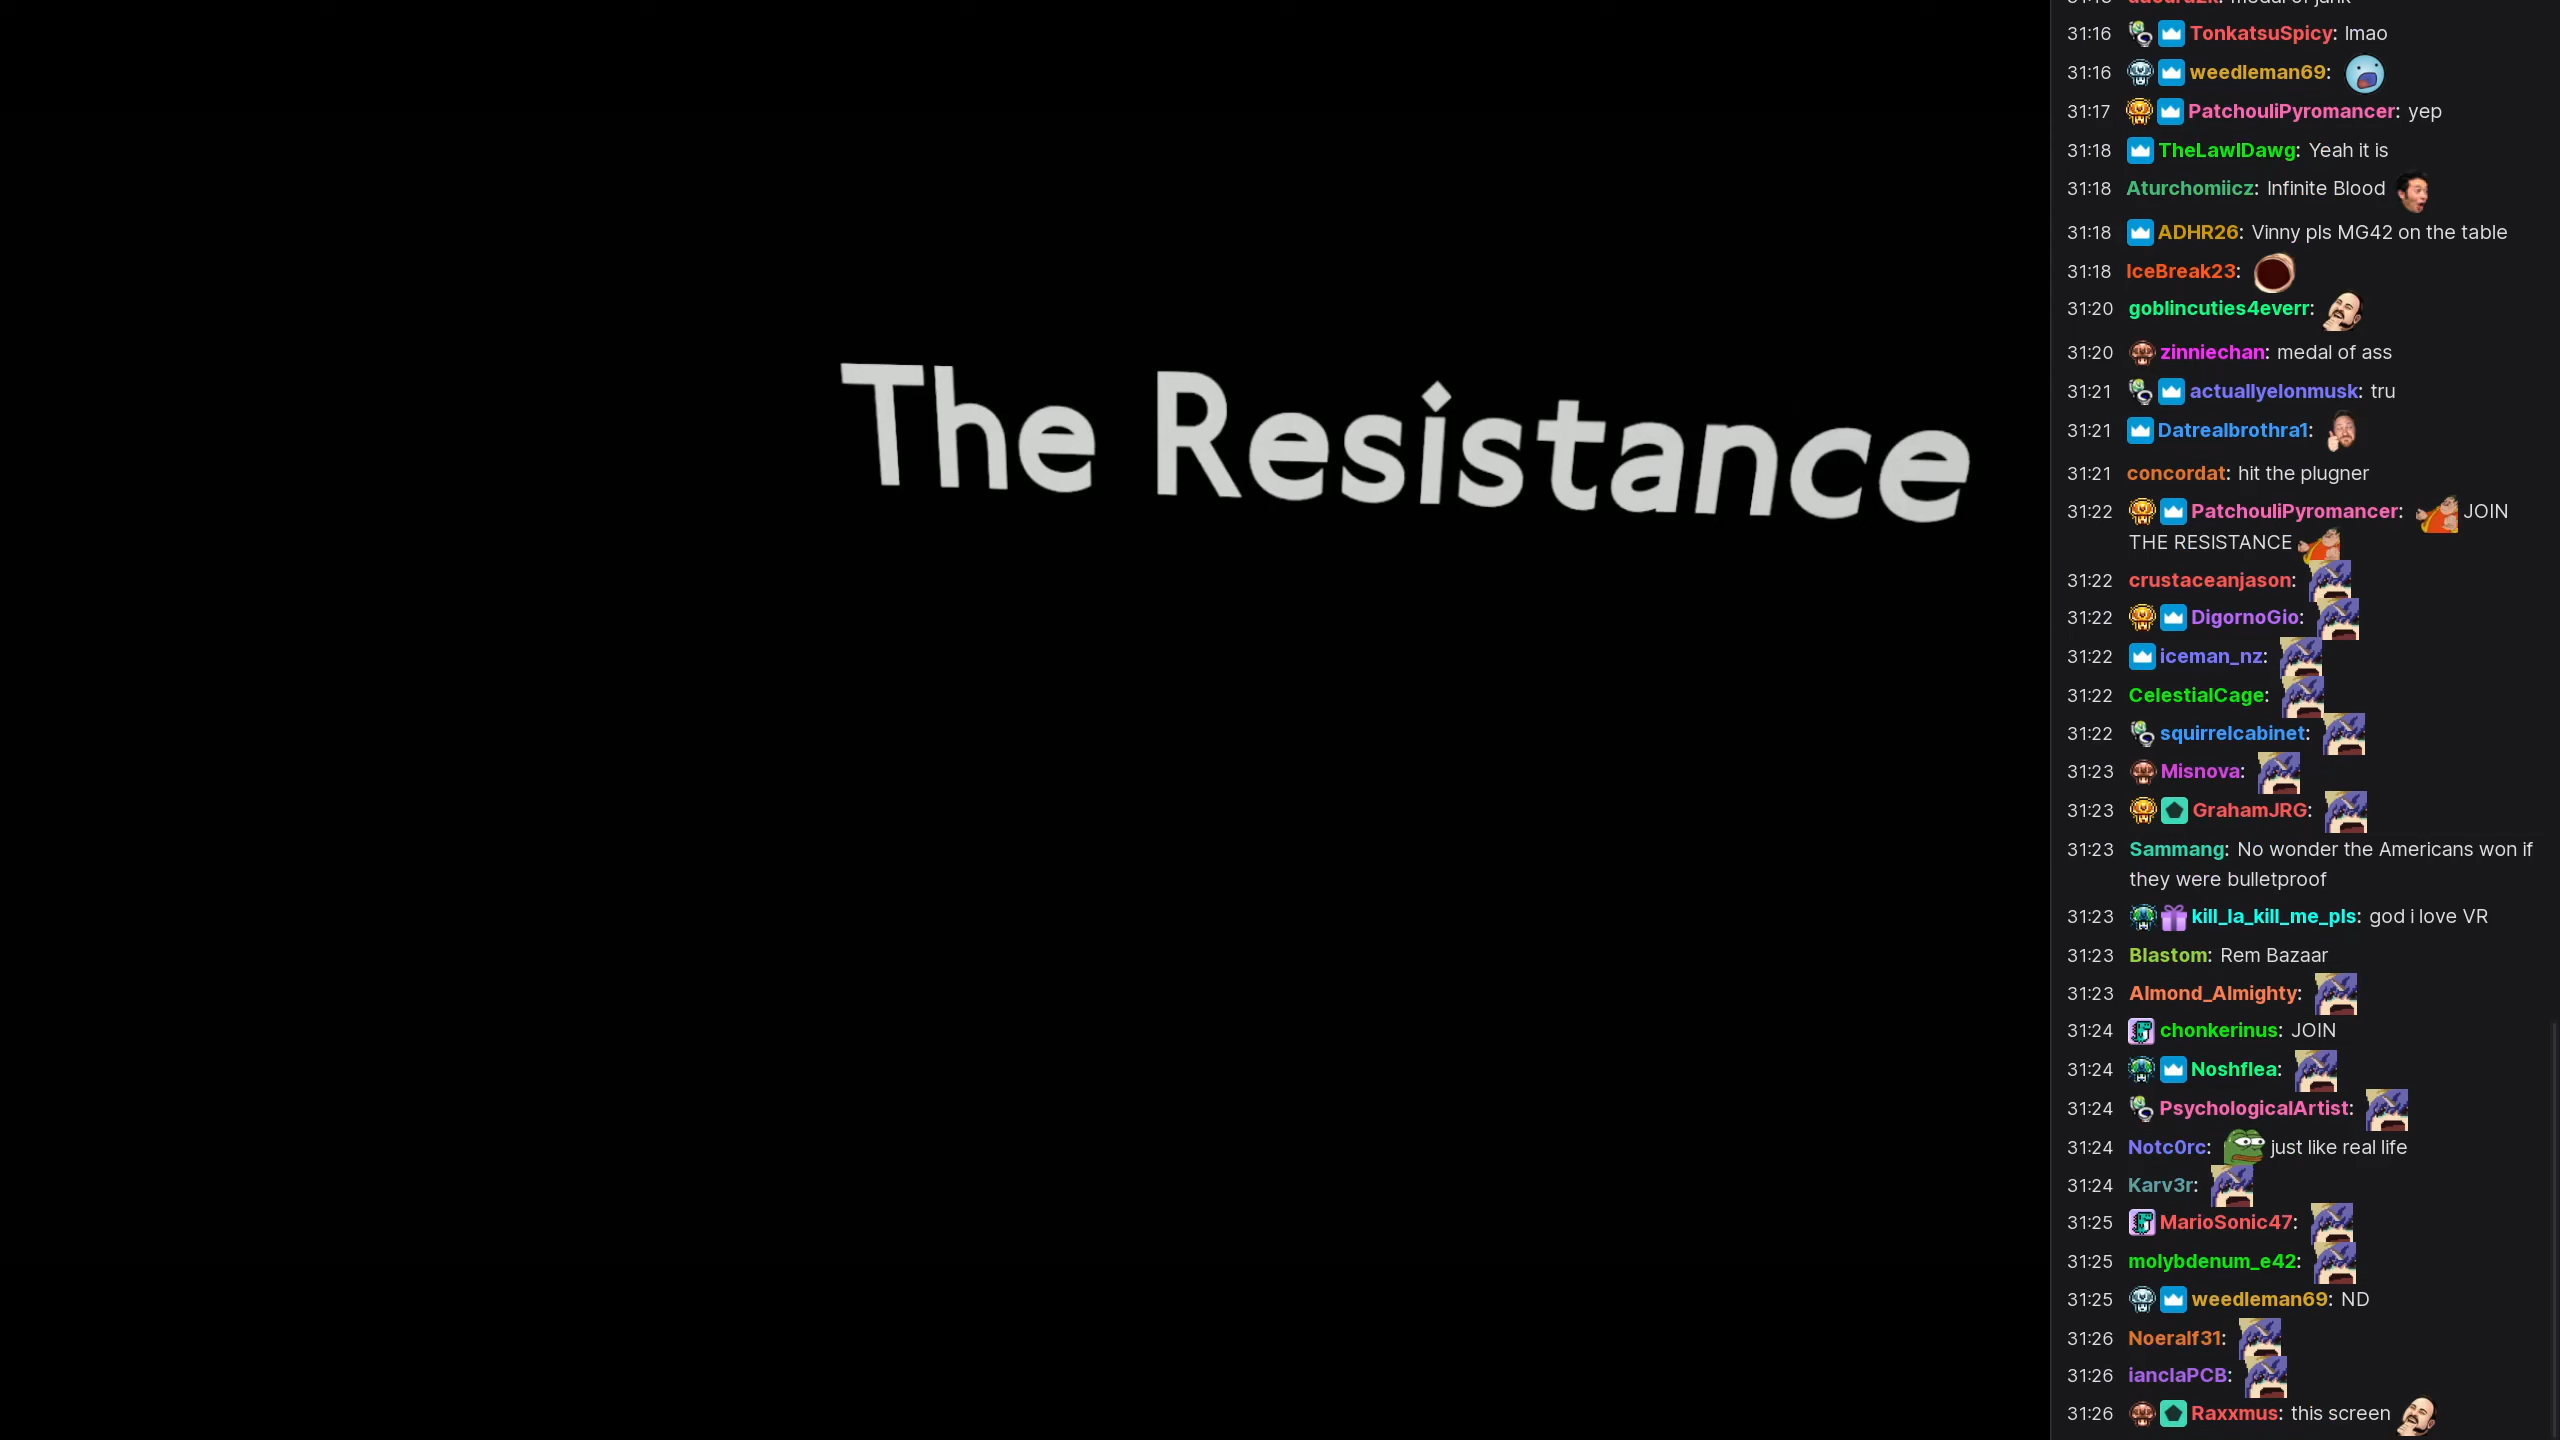 The Resistance
31:16 TonkatsuSpicy: lmao
31:16 weedleman69:
31:17 PatchouliPyromancer: yep
31:18 TheLawlDawg: Yeah it is
31:18 Aturchomiicz: Infinite Blood
31:18 ADHR26: Vinny pls MG42 on the table
31:18 IceBreak23:
31:20 goblincuties4everr:
31:20 zinniechan: medal of ass
31:21 actuallyelonmusk: tru
31:21 Datrealbrothra1:
31:21 concordat: hit the plugner
31:22 PatchouliPyromancer: JOIN
THE RESISTANCE
31:22 crustaceanjason:
31:22 DigornoGio:
31:22 iceman_nz:
31:22 CelestialCage:
31:22 squirrelcabinet:
31:23 Misnova:
31:23 GrahamJRG:
31:23 Sammang: No wonder the Americans won if
they were bulletproof
31:23 kill_la_kill_me_pls: god i love VR
31:23 Blastom: Rem Bazaar
31:23 Almond_Almighty:
31:24 chonkerinus: JOIN
31:24 Noshflea:
31:24 PsychologicalArtist:
31:24 Notc0rc: just like real life
31:24 Karv3r:
31:25 MarioSonic47:
31:25 molybdenum_e42:
31:25 weedleman69: ND
31:26 Noeralf31:
31:26 ianclaPCB:
31:26 Raxxmus: this screen